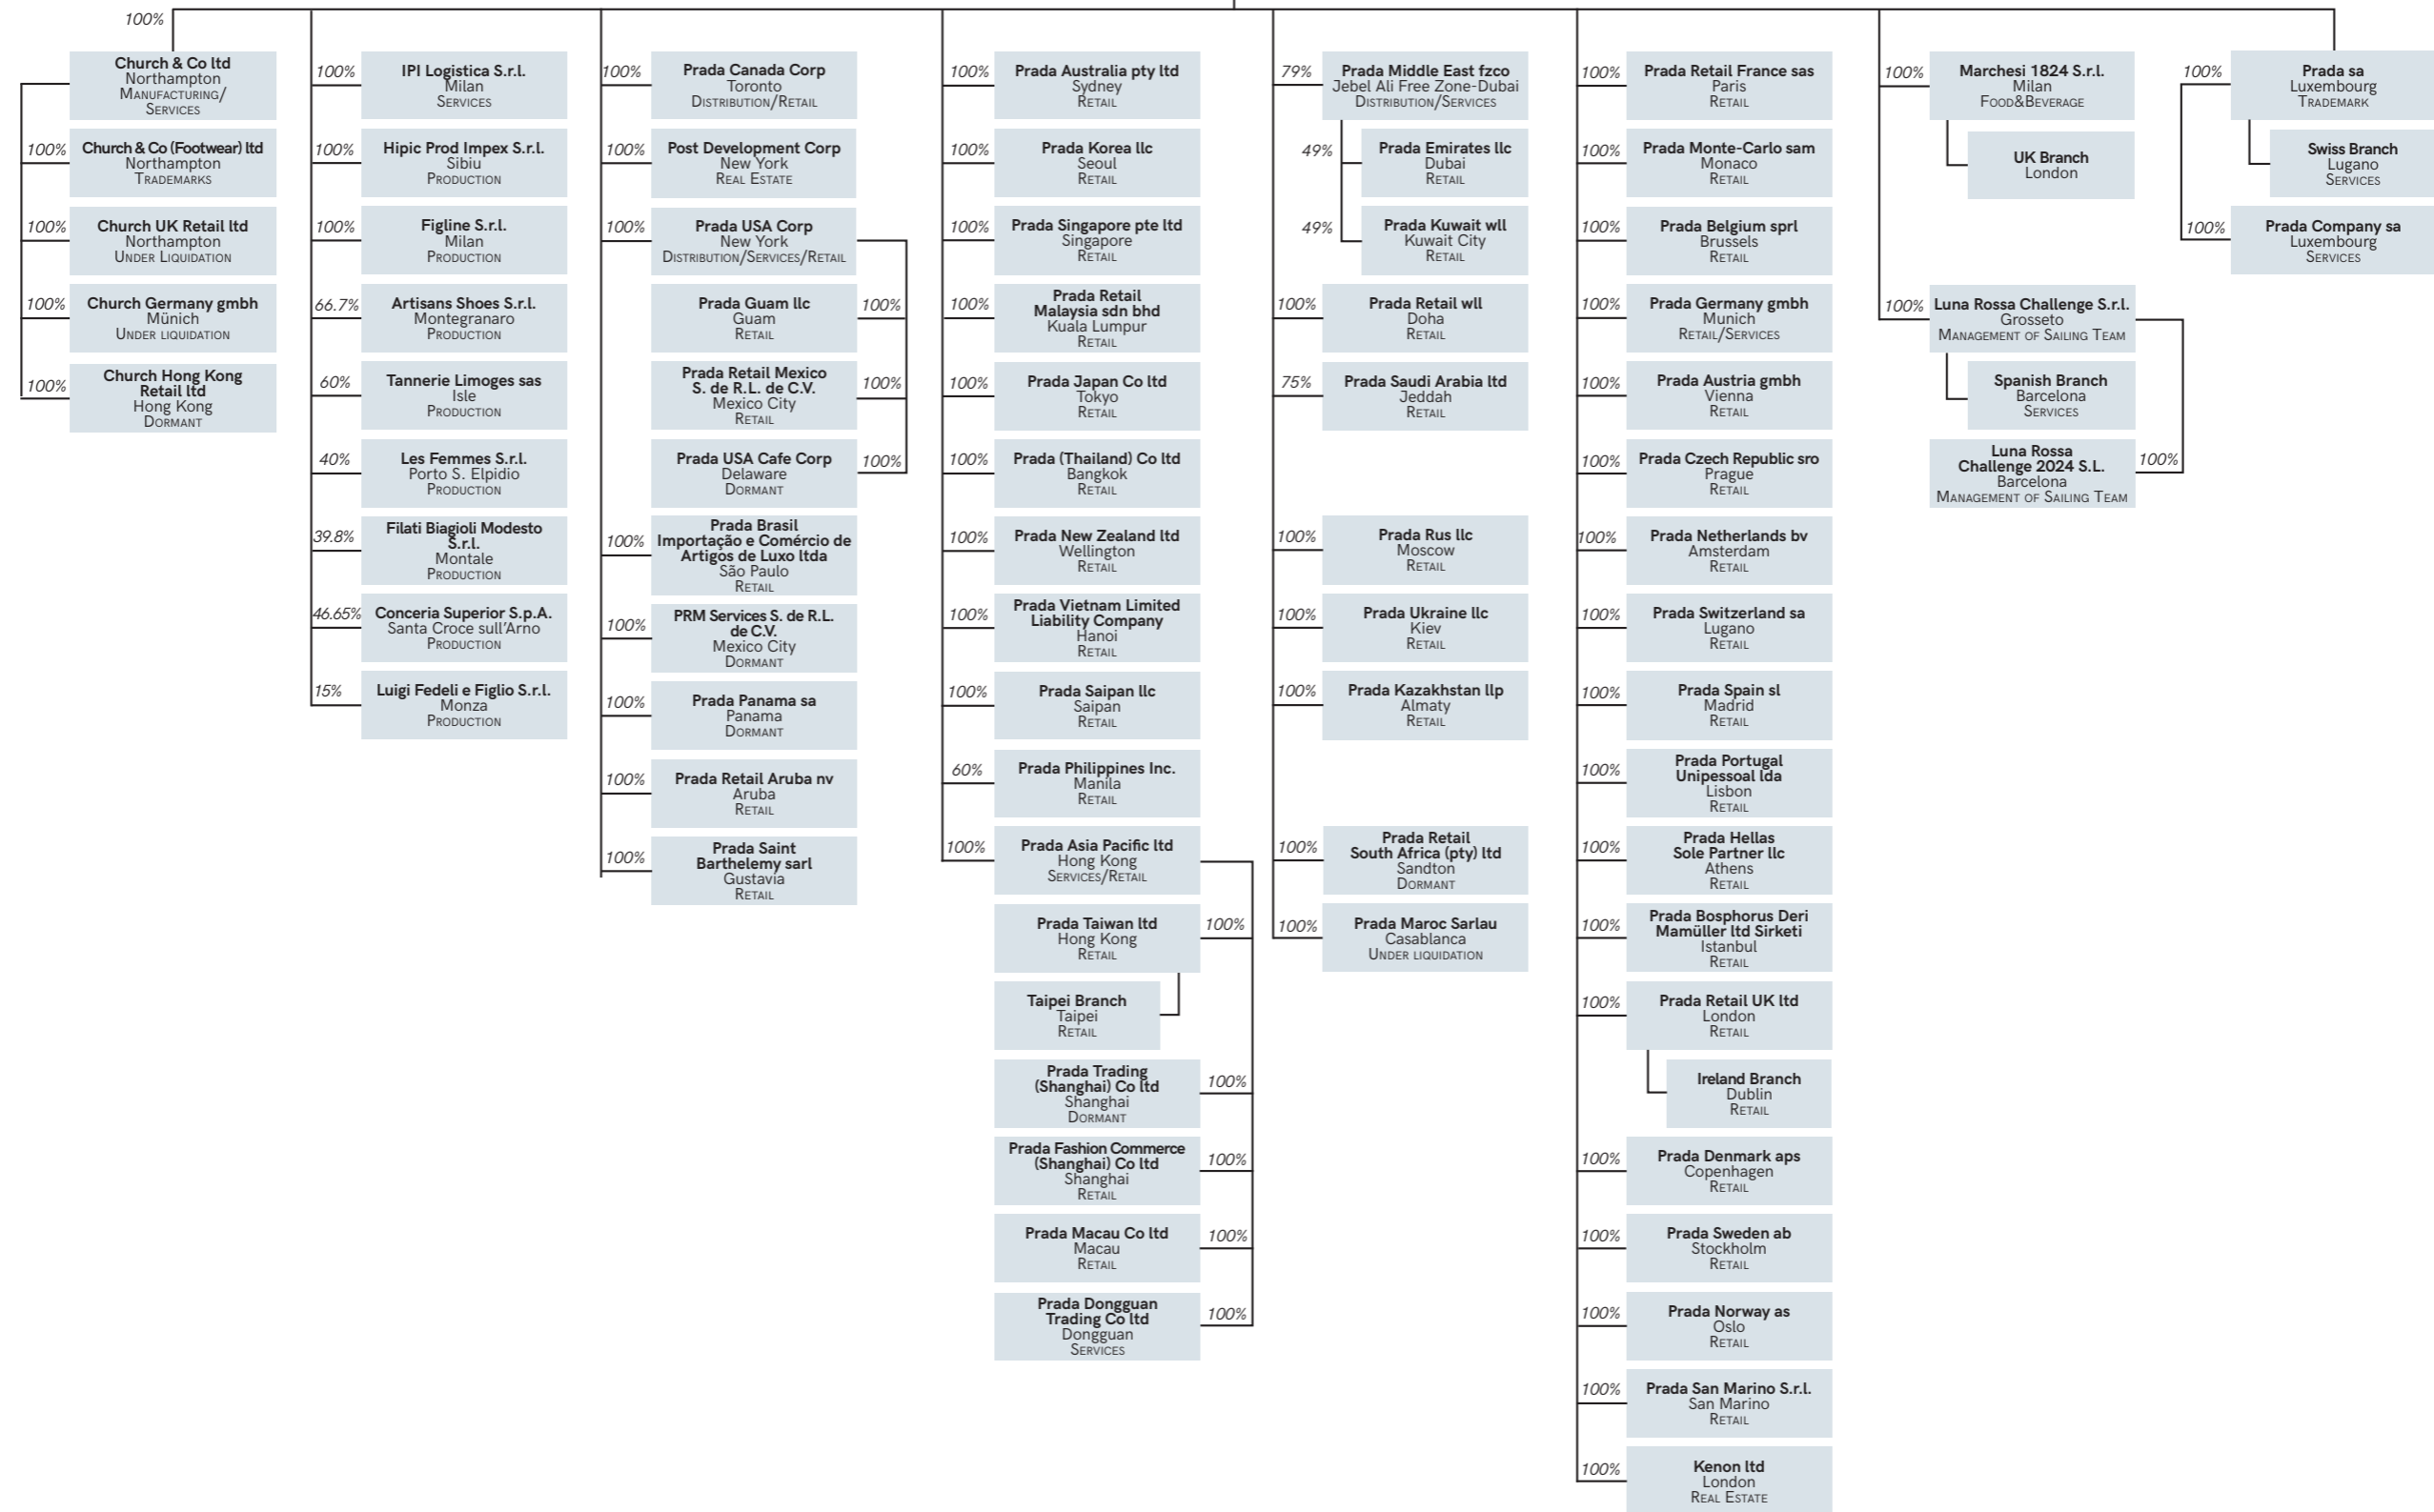 100%
Church & Co ltd
Northampton
Manufacturing/
Services
100%
Church & Co (Footwear) ltd
Northampton
Trademarks
100%
Church UK Retail ltd
Northampton
Under Liquidation
100%
Church Germany gmbh
Münich
Under liquidation
100%
Church Hong Kong
Retail ltd
Hong Kong
Dormant
100%
IPI Logistica S.r.l.
Milan
Services
100%
Hipic Prod Impex S.r.l.
Sibiu
Production
100%
Figline S.r.l.
Milan
Production
66.7%
Artisans Shoes S.r.l.
Montegranaro
Production
60%
Tannerie Limoges sas
Isle
Production
40%
Les Femmes S.r.l.
Porto S. Elpidio
Production
39.8%
Filati Biagioli Modesto
S.r.l.
Montale
Production
46.65%
Conceria Superior S.p.A.
Santa Croce sull'Arno
Production
15%
Luigi Fedeli e Figlio S.r.l.
Monza
Production
100%
Prada Canada Corp
Toronto
Distribution/Retail
100%
Post Development Corp
New York
Real Estate
100%
Prada USA Corp
New York
Distribution/Services/Retail
Prada Guam llc
Guam
Retail
100%
Prada Retail Mexico
S. de R.L. de C.V.
Mexico City
Retail
100%
Prada USA Cafe Corp
Delaware
Dormant
100%
100%
Prada Brasil
Importação e Comércio de
Artigos de Luxo ltda
São Paulo
Retail
100%
PRM Services S. de R.L.
de C.V.
Mexico City
Dormant
100%
Prada Panama sa
Panama
Dormant
100%
Prada Retail Aruba nv
Aruba
Retail
100%
Prada Saint
Barthelemy sarl
Gustavia
Retail
100%
Prada Australia pty ltd
Sydney
Retail
100%
Prada Korea llc
Seoul
Retail
100%
Prada Singapore pte ltd
Singapore
Retail
100%
Prada Retail
Malaysia sdn bhd
Kuala Lumpur
Retail
100%
Prada Japan Co ltd
Tokyo
Retail
100%
Prada (Thailand) Co ltd
Bangkok
Retail
100%
Prada New Zealand ltd
Wellington
Retail
100%
Prada Vietnam Limited
Liability Company
Hanoi
Retail
100%
Prada Saipan llc
Saipan
Retail
60%
Prada Philippines Inc.
Manila
Retail
100%
Prada Asia Pacific ltd
Hong Kong
Services/Retail
Prada Taiwan ltd
Hong Kong
Retail
100%
Taipei Branch
Taipei
Retail
Prada Trading
(Shanghai) Co ltd
Shanghai
Dormant
100%
Prada Fashion Commerce
(Shanghai) Co ltd
Shanghai
Retail
100%
Prada Macau Co ltd
Macau
Retail
100%
Prada Dongguan
Trading Co ltd
Dongguan
Services
100%
79%
Prada Middle East fzco
Jebel Ali Free Zone-Dubai
Distribution/Services
49%
Prada Emirates llc
Dubai
Retail
49%
Prada Kuwait wll
Kuwait City
Retail
100%
Prada Retail wll
Doha
Retail
75%
Prada Saudi Arabia ltd
Jeddah
Retail
100%
Prada Rus llc
Moscow
Retail
100%
Prada Ukraine llc
Kiev
Retail
100%
Prada Kazakhstan llp
Almaty
Retail
100%
Prada Retail
South Africa (pty) ltd
Sandton
Dormant
100%
Prada Maroc Sarlau
Casablanca
Under liquidation
100%
Prada Retail France sas
Paris
Retail
100%
Prada Monte-Carlo sam
Monaco
Retail
100%
Prada Belgium sprl
Brussels
Retail
100%
Prada Germany gmbh
Munich
Retail/Services
100%
Prada Austria gmbh
Vienna
Retail
100%
Prada Czech Republic sro
Prague
Retail
100%
Prada Netherlands bv
Amsterdam
Retail
100%
Prada Switzerland sa
Lugano
Retail
100%
Prada Spain sl
Madrid
Retail
100%
Prada Portugal
Unipessoal lda
Lisbon
Retail
100%
Prada Hellas
Sole Partner llc
Athens
Retail
100%
Prada Bosphorus Deri
Mamüller ltd Sirketi
Istanbul
Retail
100%
Prada Retail UK ltd
London
Retail
Ireland Branch
Dublin
Retail
100%
Prada Denmark aps
Copenhagen
Retail
100%
Prada Sweden ab
Stockholm
Retail
100%
Prada Norway as
Oslo
Retail
100%
Prada San Marino S.r.l.
San Marino
Retail
100%
Kenon ltd
London
Real Estate
100%
Marchesi 1824 S.r.l.
Milan
Food&Beverage
UK Branch
London
100%
Luna Rossa Challenge S.r.l.
Grosseto
Management of Sailing Team
Spanish Branch
Barcelona
Services
Luna Rossa
Challenge 2024 S.L.
Barcelona
Management of Sailing Team
100%
100%
Prada sa
Luxembourg
Trademark
Swiss Branch
Lugano
Services
100%
Prada Company sa
Luxembourg
Services